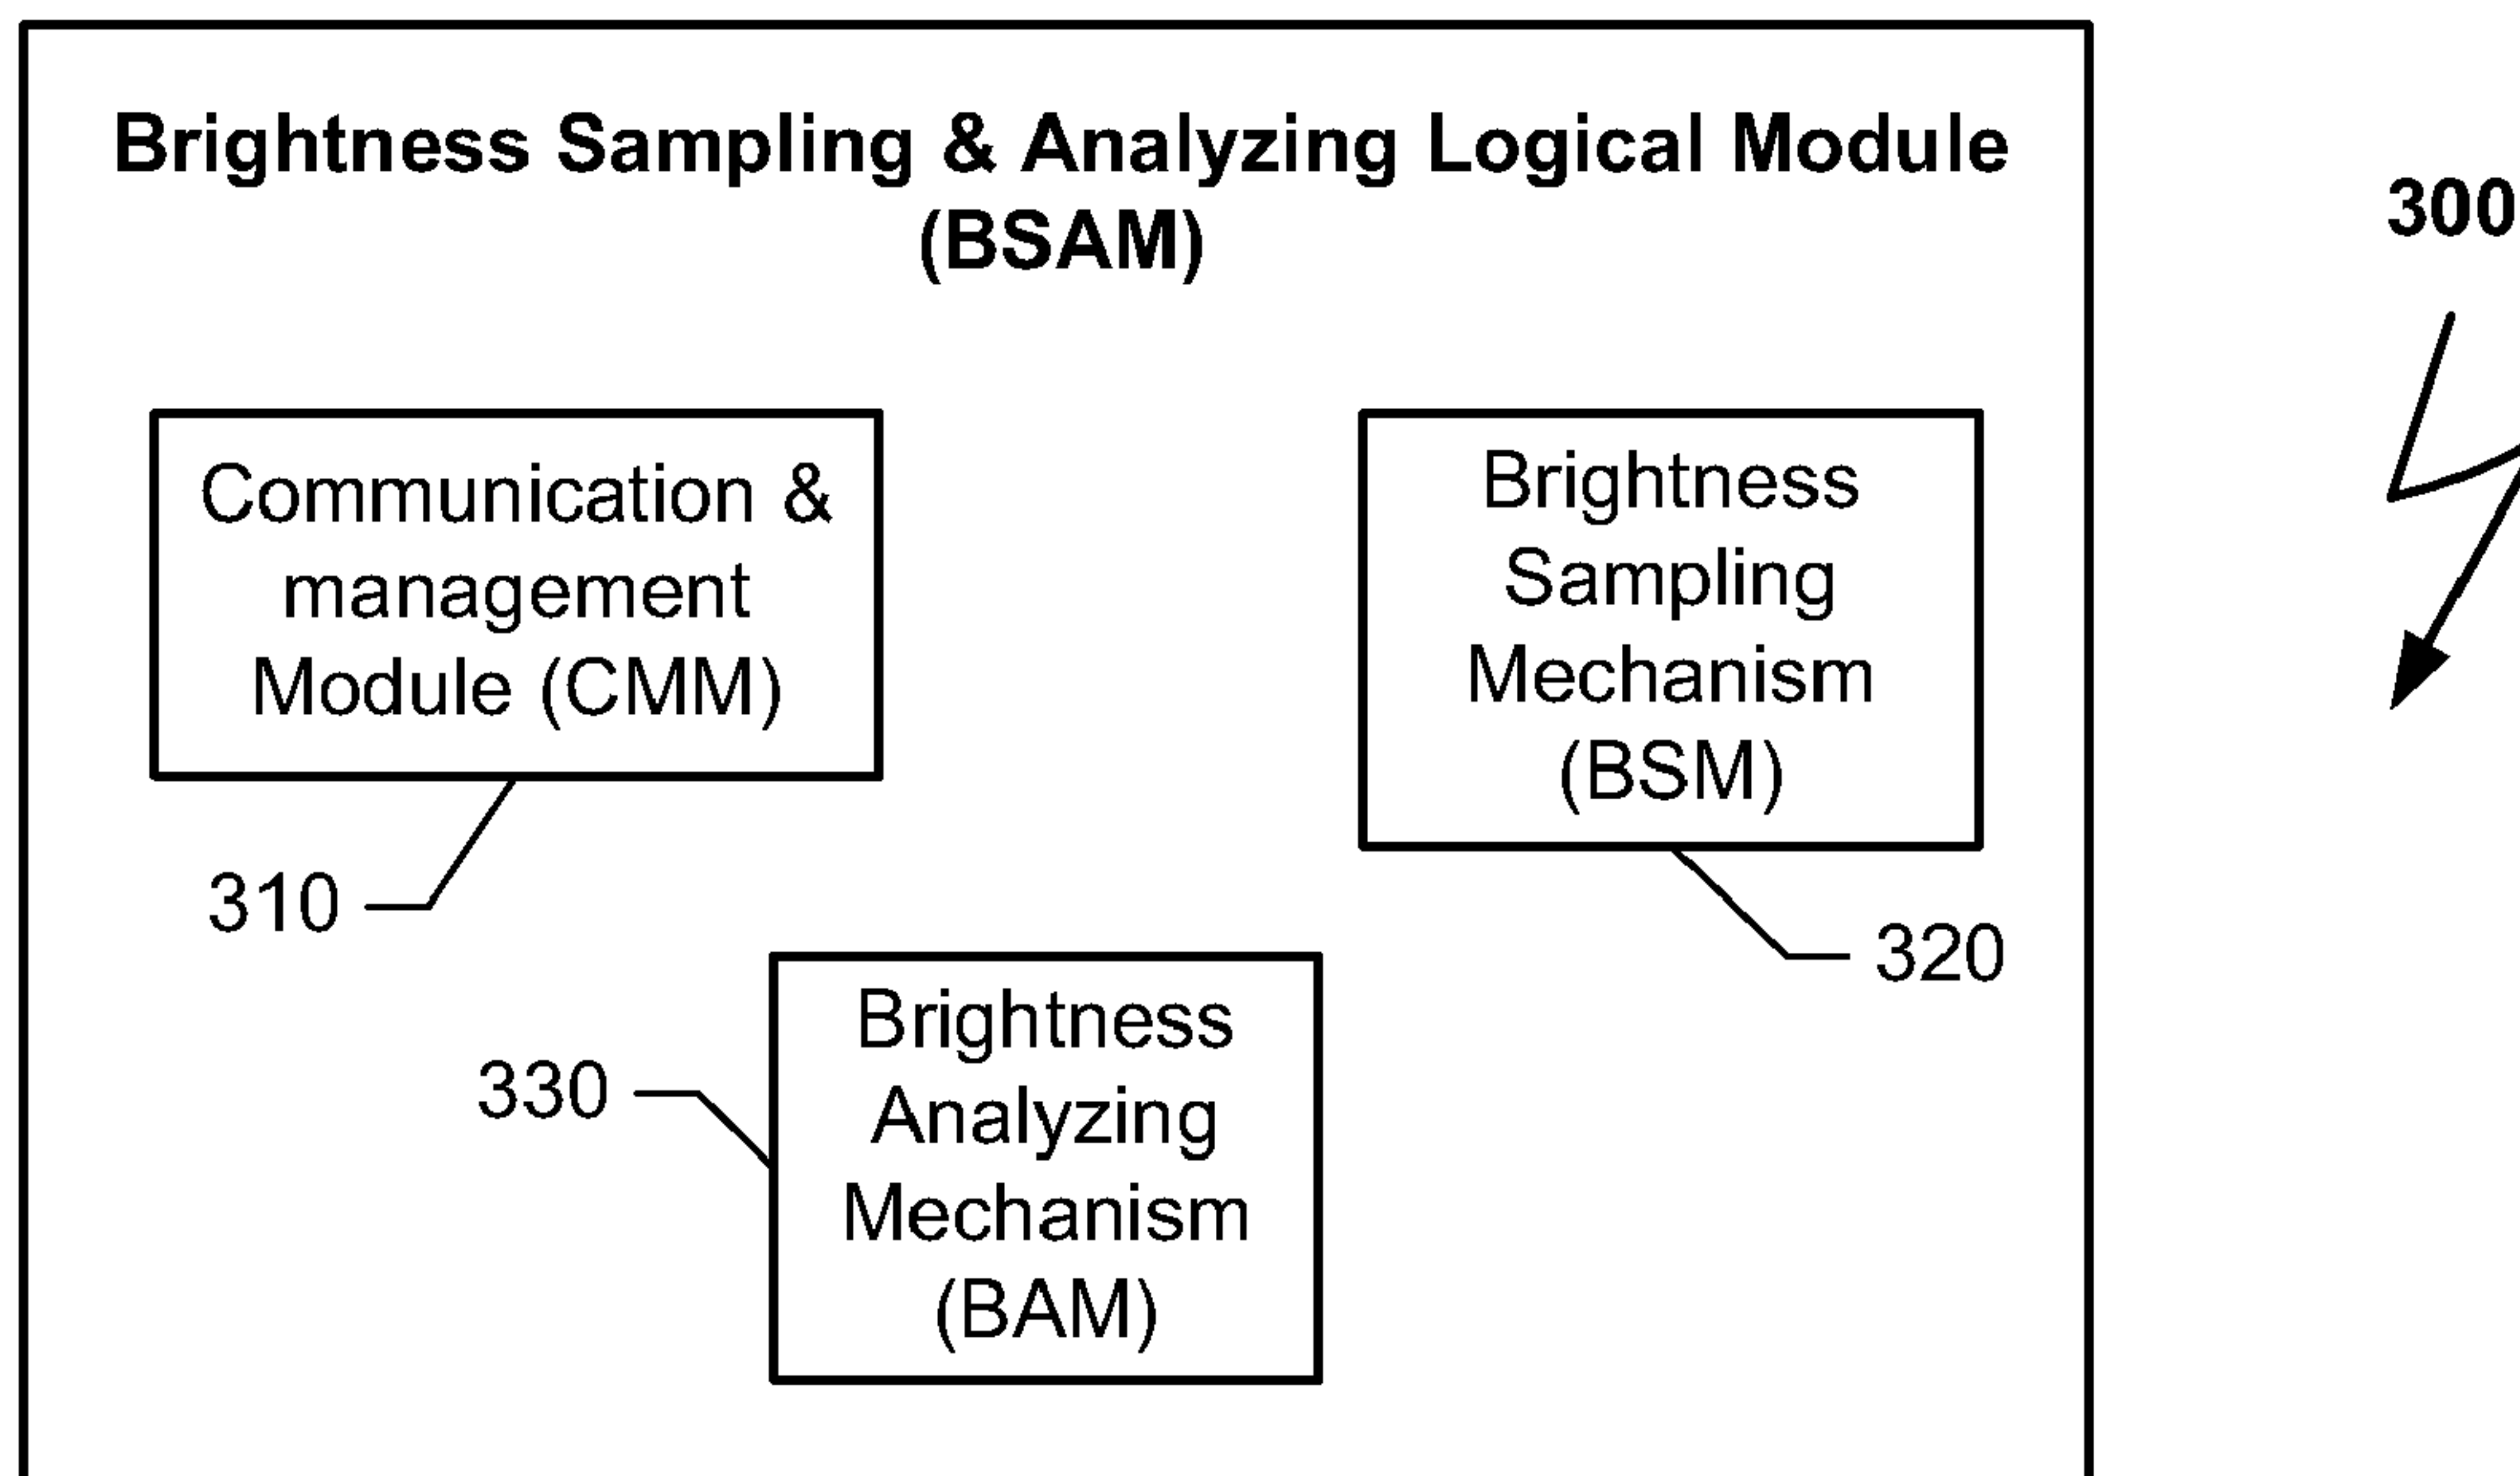 Brightness Sampling & Analyzing Logical Module
(BSAM)
300
Communication &
management
Module (CMM)
310
Brightness
Sampling
Mechanism
(BSM)
320
330
Brightness
Analyzing
Mechanism
(BAM)